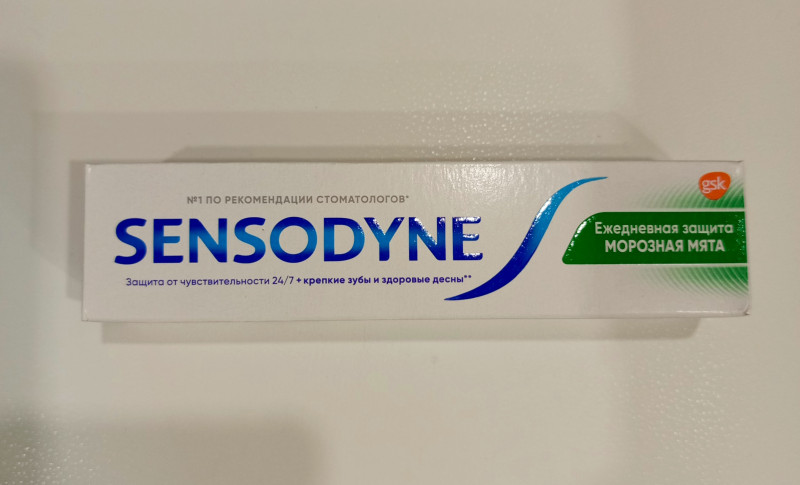 №1 ПО РЕКОМЕНДАЦИИ СТОМАТОЛОГОВ*
SENSODYNE
Защита от чувствительности 24/7 + крепкие зубы и здоровые десны**
gsk
Ежедневная защита
МОРОЗНАЯ МЯТА